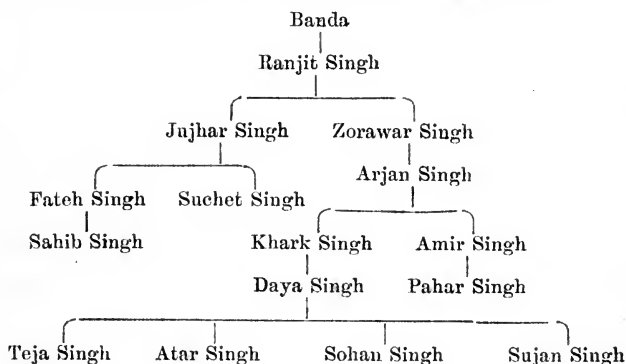 Banda
Ranjit Singh
Jujhar Singh Zorawar Singh
Arjan Singh
Fateh Singh Suchet Singh
Sahib Singh Khark Singh Amir Singh
Daya Singh Pahar Singh
Teja Singh Atar Singh Sohan Singh Sujan Singh